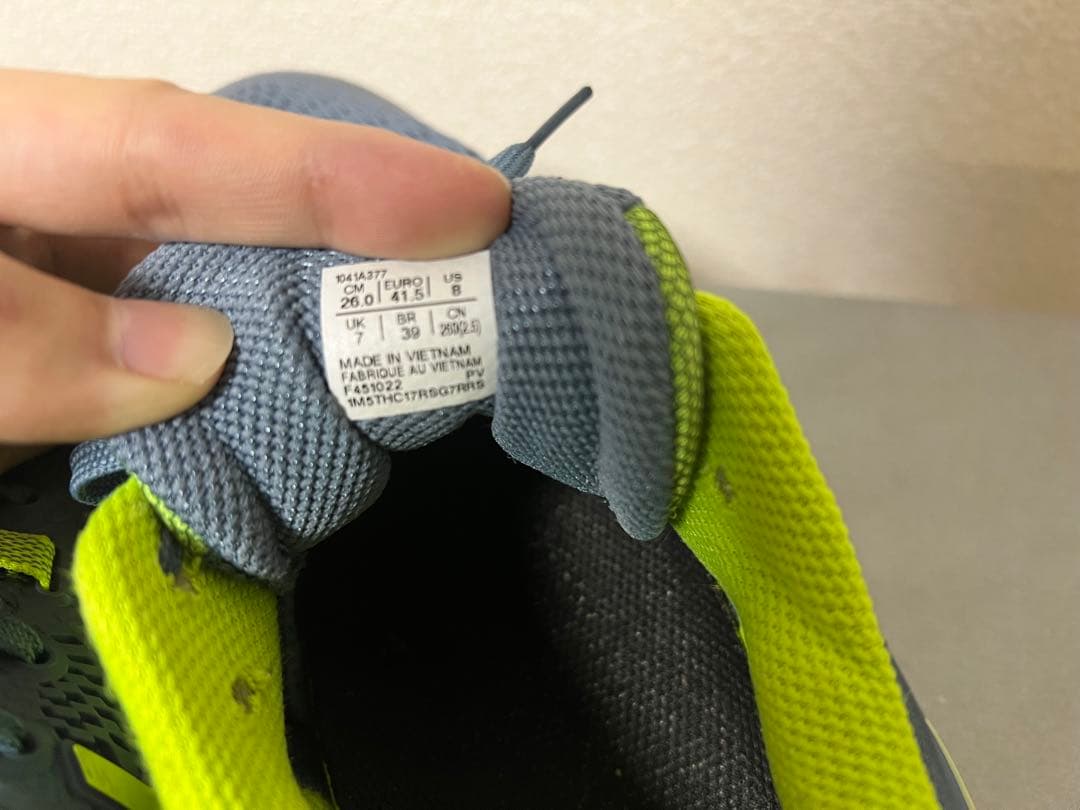 1041A377
CM EURO US
26.0 41.5 8
UK BR CN
7 39 260(2.5)
MADE IN VIETNAM
FABRIQUE AU VIETNAM
F451022 PV
1M5THC17RSG7RRS